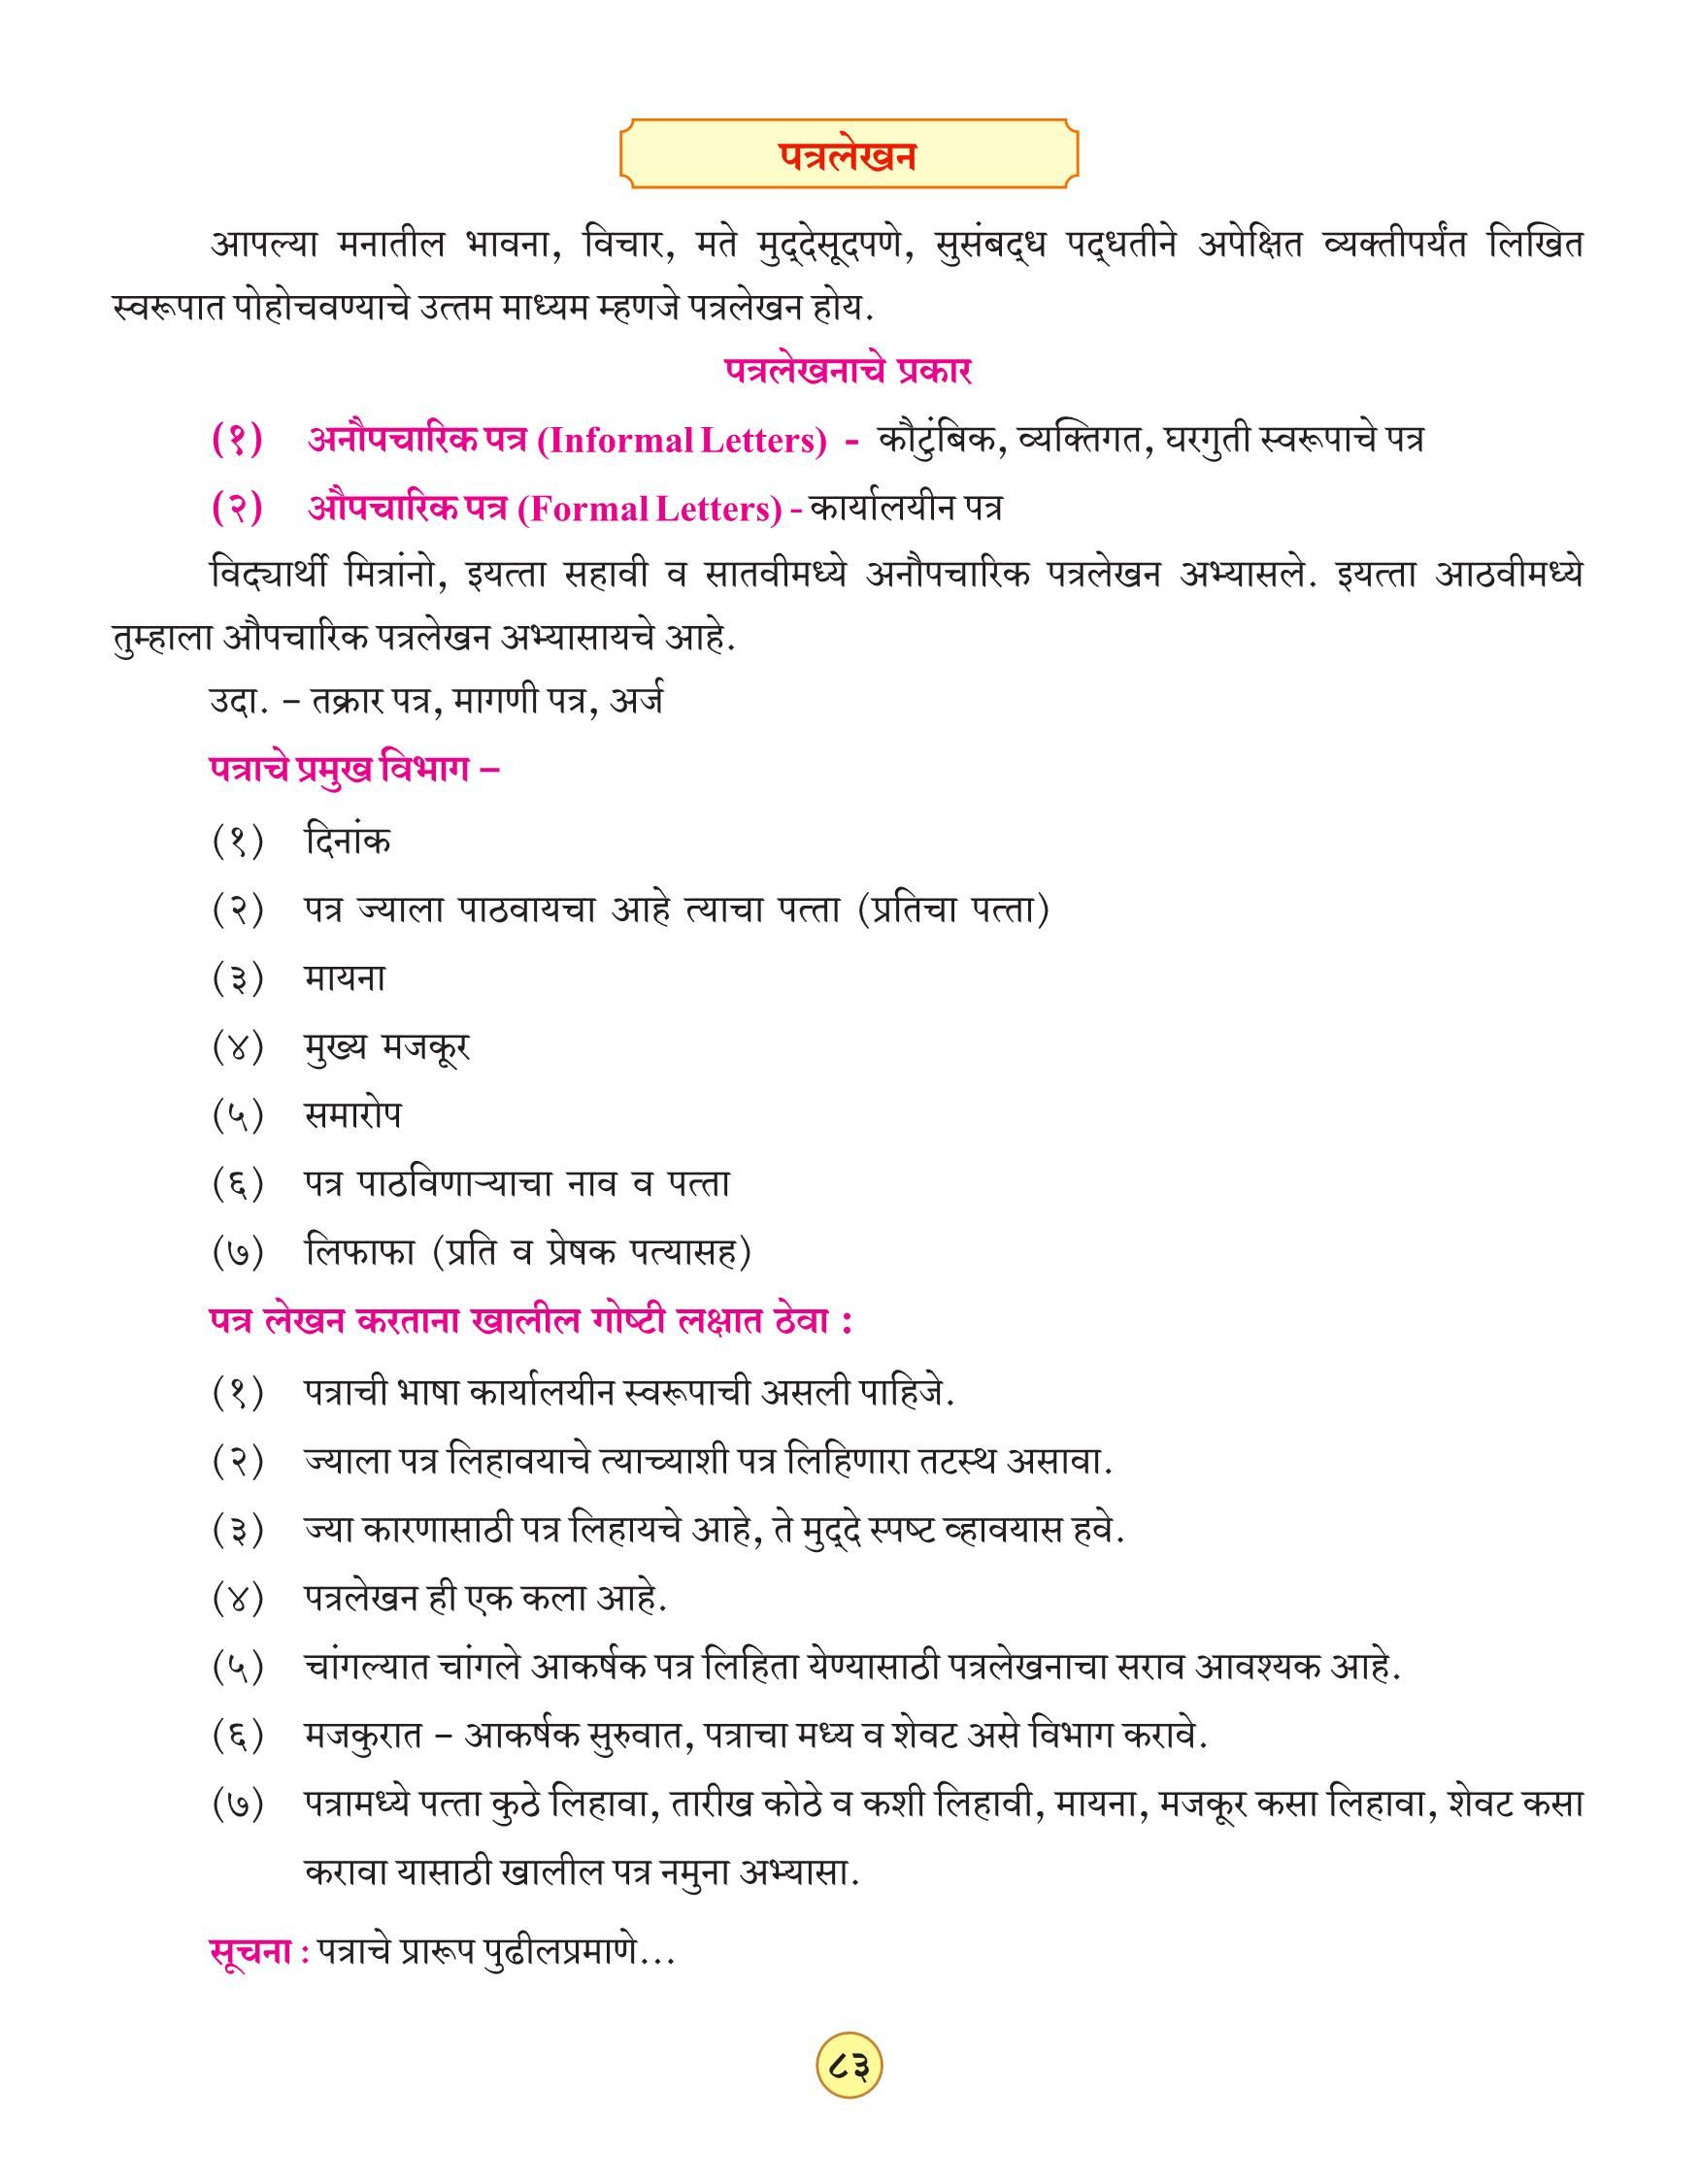 पत्रलेखन
आपल्या मनातील भावना, विचार, मते मुद्‌देसूदपणे, सुसंबद्‌ध पद्‌धतीने अपेक्षित व्यक्तीपर्यंत लिखित
स्वरूपात पोहोचवण्याचे उत्तम माध्यम म्हणजे पत्रलेखन होय.
पत्रलेखनाचे प्रकार
(१) अनौपचारिक पत्र (Informal Letters) - कौटुंबिक, व्यक्तिगत, घरगुती स्वरूपाचे पत्र
(२) औपचारिक पत्र (Formal Letters) - कार्यालयीन पत्र
विद्यार्थी मित्रांनो, इयत्ता सहावी व सातवीमध्ये अनौपचारिक पत्रलेखन अभ्यासले. इयत्ता आठवीमध्ये
तुम्हाला औपचारिक पत्रलेखन अभ्यासायचे आहे.
उदा. – तक्रार पत्र, मागणी पत्र, अर्ज
पत्राचे प्रमुख विभाग –
(१) दिनांक
(२) पत्र ज्याला पाठवायचा आहे त्याचा पत्ता (प्रतिचा पत्ता)
(३) मायना
(४) मुख्य मजकूर
(५) समारोप
(६) पत्र पाठविणाऱ्याचा नाव व पत्ता
(७) लिफाफा (प्रति व प्रेषक पत्यासह)
पत्र लेखन करताना खालील गोष्टी लक्षात ठेवा :
(१) पत्राची भाषा कार्यालयीन स्वरूपाची असली पाहिजे.
(२) ज्याला पत्र लिहावयाचे त्याच्याशी पत्र लिहिणारा तटस्थ असावा.
(३) ज्या कारणासाठी पत्र लिहायचे आहे, ते मुद्‌दे स्पष्ट व्हावयास हवे.
(४) पत्रलेखन ही एक कला आहे.
(५) चांगल्यात चांगले आकर्षक पत्र लिहिता येण्यासाठी पत्रलेखनाचा सराव आवश्यक आहे.
(६) मजकुरात – आकर्षक सुरुवात, पत्राचा मध्य व शेवट असे विभाग करावे.
(७) पत्रामध्ये पत्ता कुठे लिहावा, तारीख कोठे व कशी लिहावी, मायना, मजकूर कसा लिहावा, शेवट कसा
करावा यासाठी खालील पत्र नमुना अभ्यासा.
सूचना : पत्राचे प्रारूप पुढीलप्रमाणे...
८३